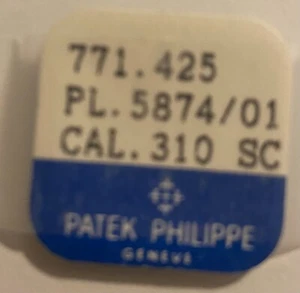 771.425
PL.5874/01
CAL.310 SC
PATEK PHILIPPE
GENEVE